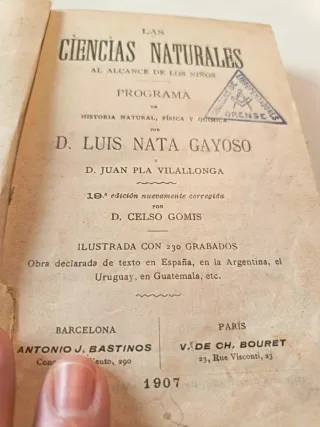 LAS
CIENCIAS NATURALES
AL ALCANCE DE LOS NIÑOS
PROGRAMA
DE
HISTORIA NATURAL, FÍSICA Y QUÍMICA
POR
D. LUIS NATA GAYOSO
Y
D. JUAN PLA VILALLONGA
19.ª edición nuevamente corregida
POR
D. CELSO GOMIS
ILUSTRADA CON 230 GRABADOS
Obra declarada de texto en España, en la Argentina, el
Uruguay, en Guatemala, etc.
BARCELONA
ANTONIO J. BASTINOS
290
PARÍS
V.ª DE CH. BOURET
23, Rue Visconti, 23
1907
ORENSE